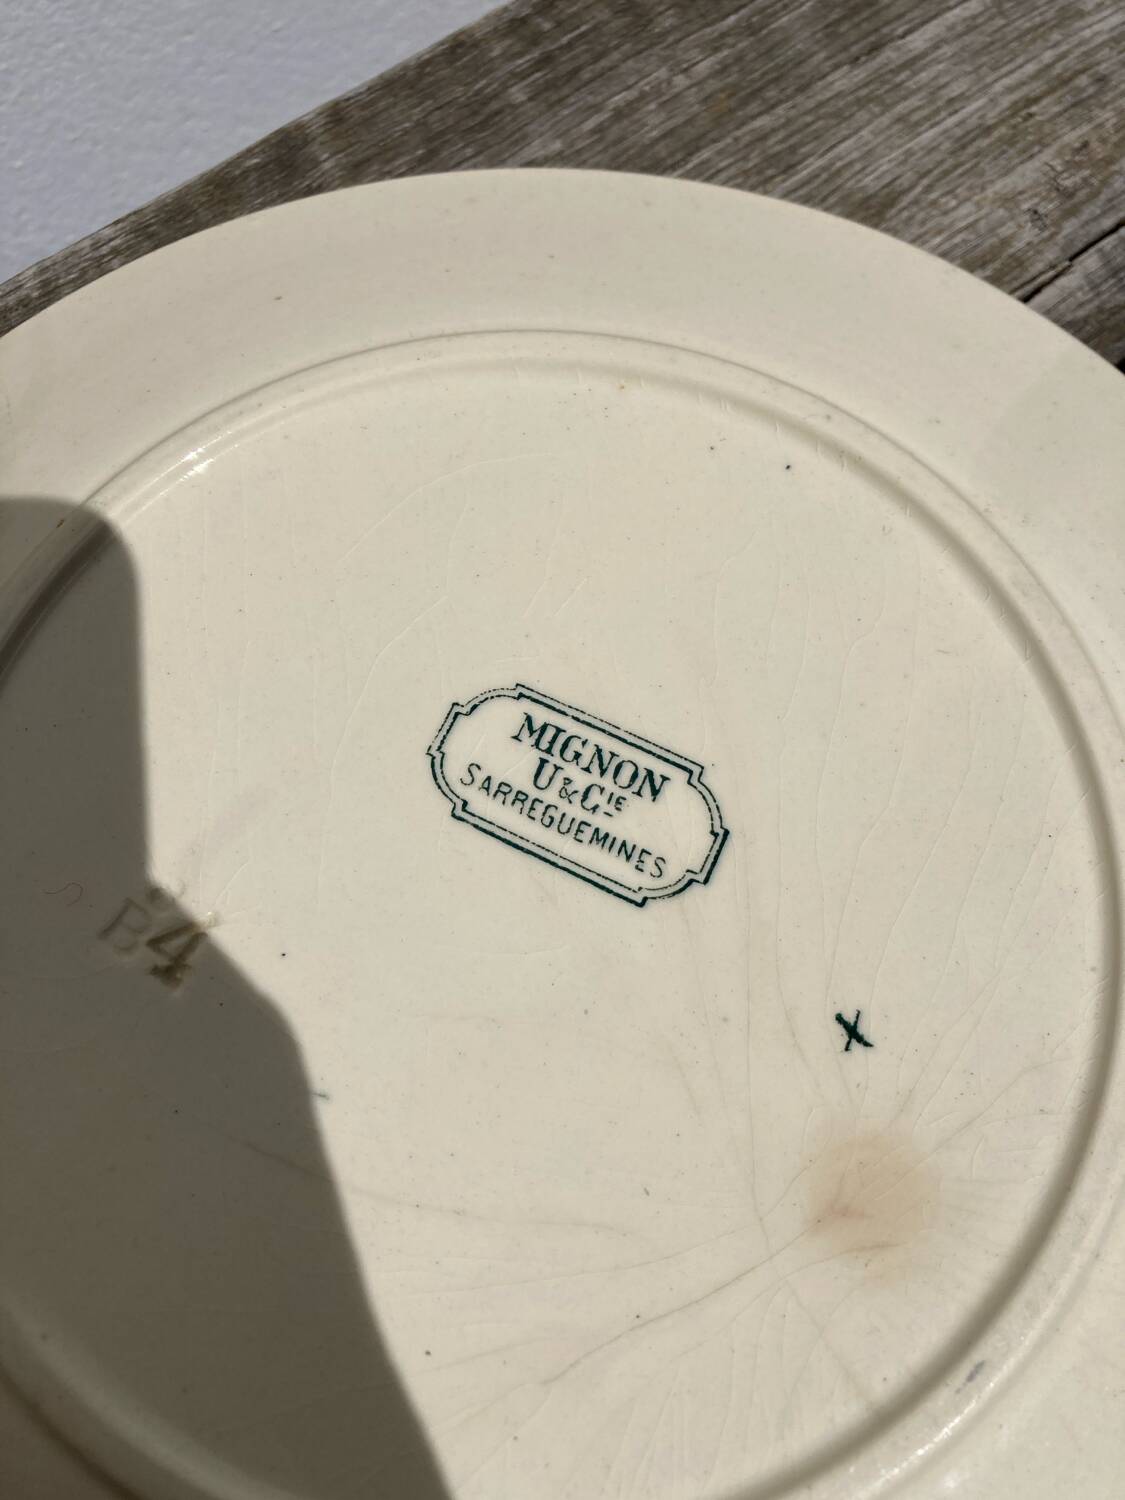 MIGNON
U & CIE
SARREGUEMINES
B4
X